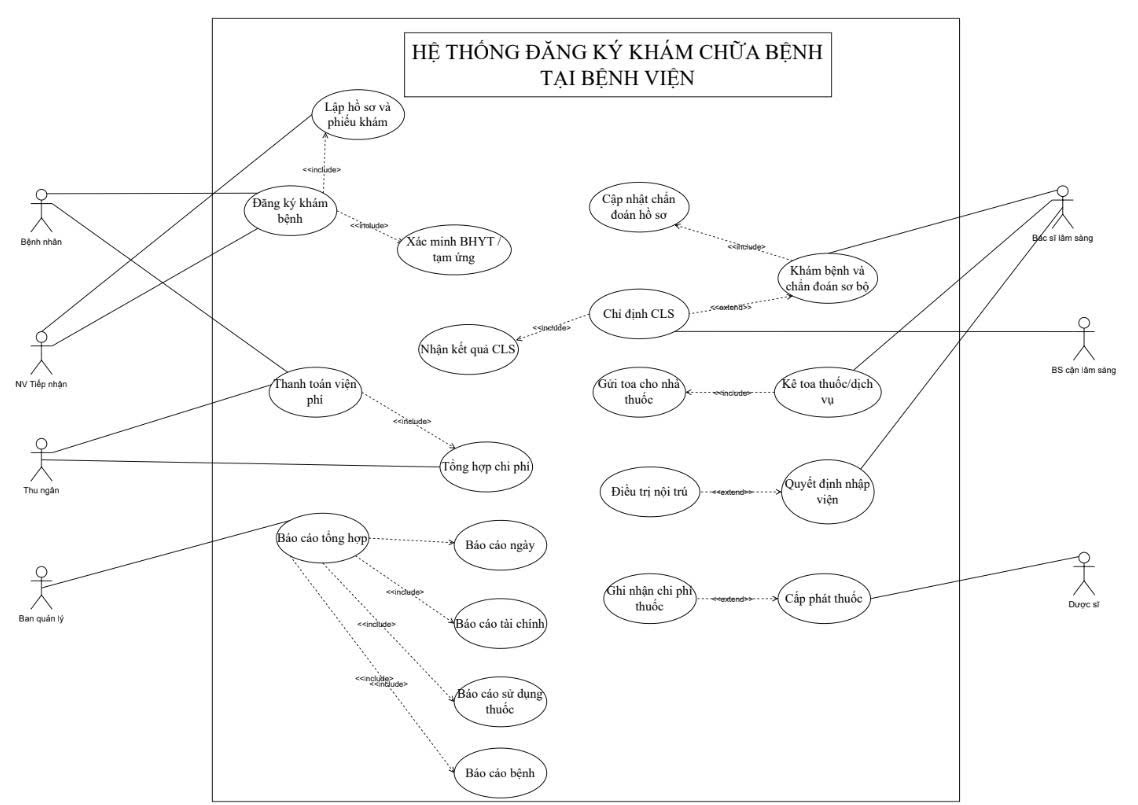 HỆ THỐNG ĐĂNG KÝ KHÁM CHỮA BỆNH
TẠI BỆNH VIỆN
Lập hồ sơ và
phiếu khám
<<include>
Đăng ký khám
bệnh
<<include>
Xác minh BHYT /
tạm ứng
Bệnh nhân
NV Tiếp nhận
Thanh toán viện
phí
<<include>
Tổng hợp chi phí
Thu ngân
Báo cáo tổng hợp
Báo cáo ngày
<<include>
Báo cáo tài chính
<<include>
Báo cáo sử dụng
thuốc
<<include>
<<include>
Báo cáo bệnh
Ban quản lý
Cập nhật chẩn
đoán hồ sơ
<<include>
Khám bệnh và
chẩn đoán sơ bộ
Bác sĩ lâm sàng
Chỉ định CLS
<<extend>>
<<include>
Nhận kết quả CLS
BS cận lâm sàng
Gửi toa cho nhà
thuốc
<<include>
Kê toa thuốc/dịch
vụ
Điều trị nội trú
<<extend>>
Quyết định nhập
viện
Ghi nhận chi phí
thuốc
<<extend>>
Cấp phát thuốc
Dược sĩ